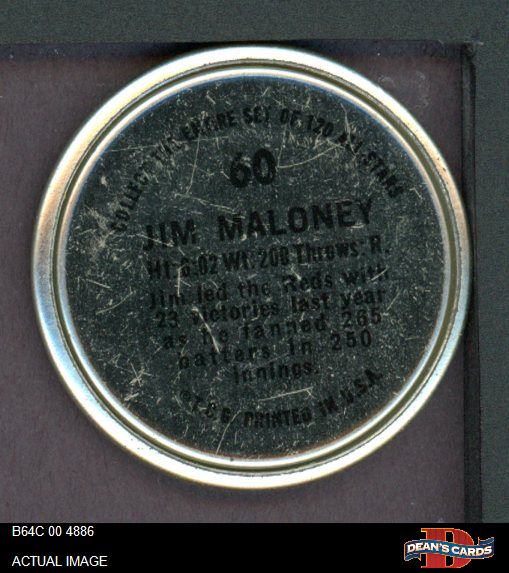 COLLECT THE ENTIRE SET OF 120 ALL-STARS
60
JIM MALONEY
Ht: 6:02 Wt: 200 Throws: R.
Jim led the Reds with
23 victories last year
as he fanned 265
batters in 250
innings.
©T.C.G. PRINTED IN U.S.A.
B64C 00 4886
ACTUAL IMAGE
B
DEAN'S CARDS